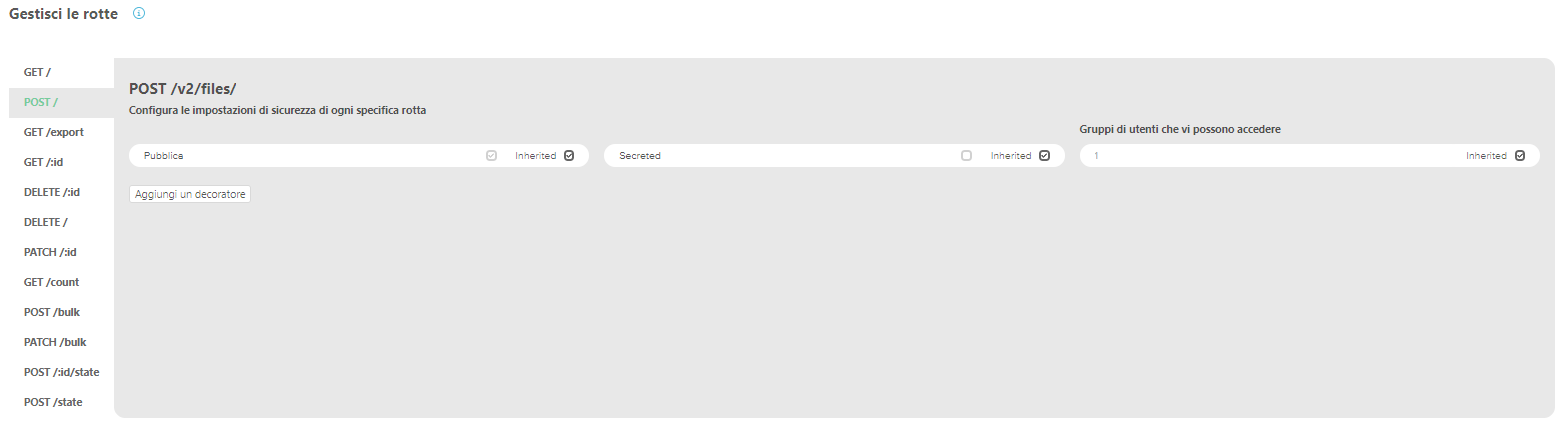 Gestisci le rotte
GET /
POST /
GET /export
GET /:id
DELETE /:id
DELETE /
PATCH /:id
GET /count
POST /bulk
PATCH /bulk
POST /:id/state
POST /state
POST /v2/files/
Configura le impostazioni di sicurezza di ogni specifica rotta
Gruppi di utenti che vi possono accedere
Pubblica Inherited Secreted Inherited 1 Inherited
Aggiungi un decoratore